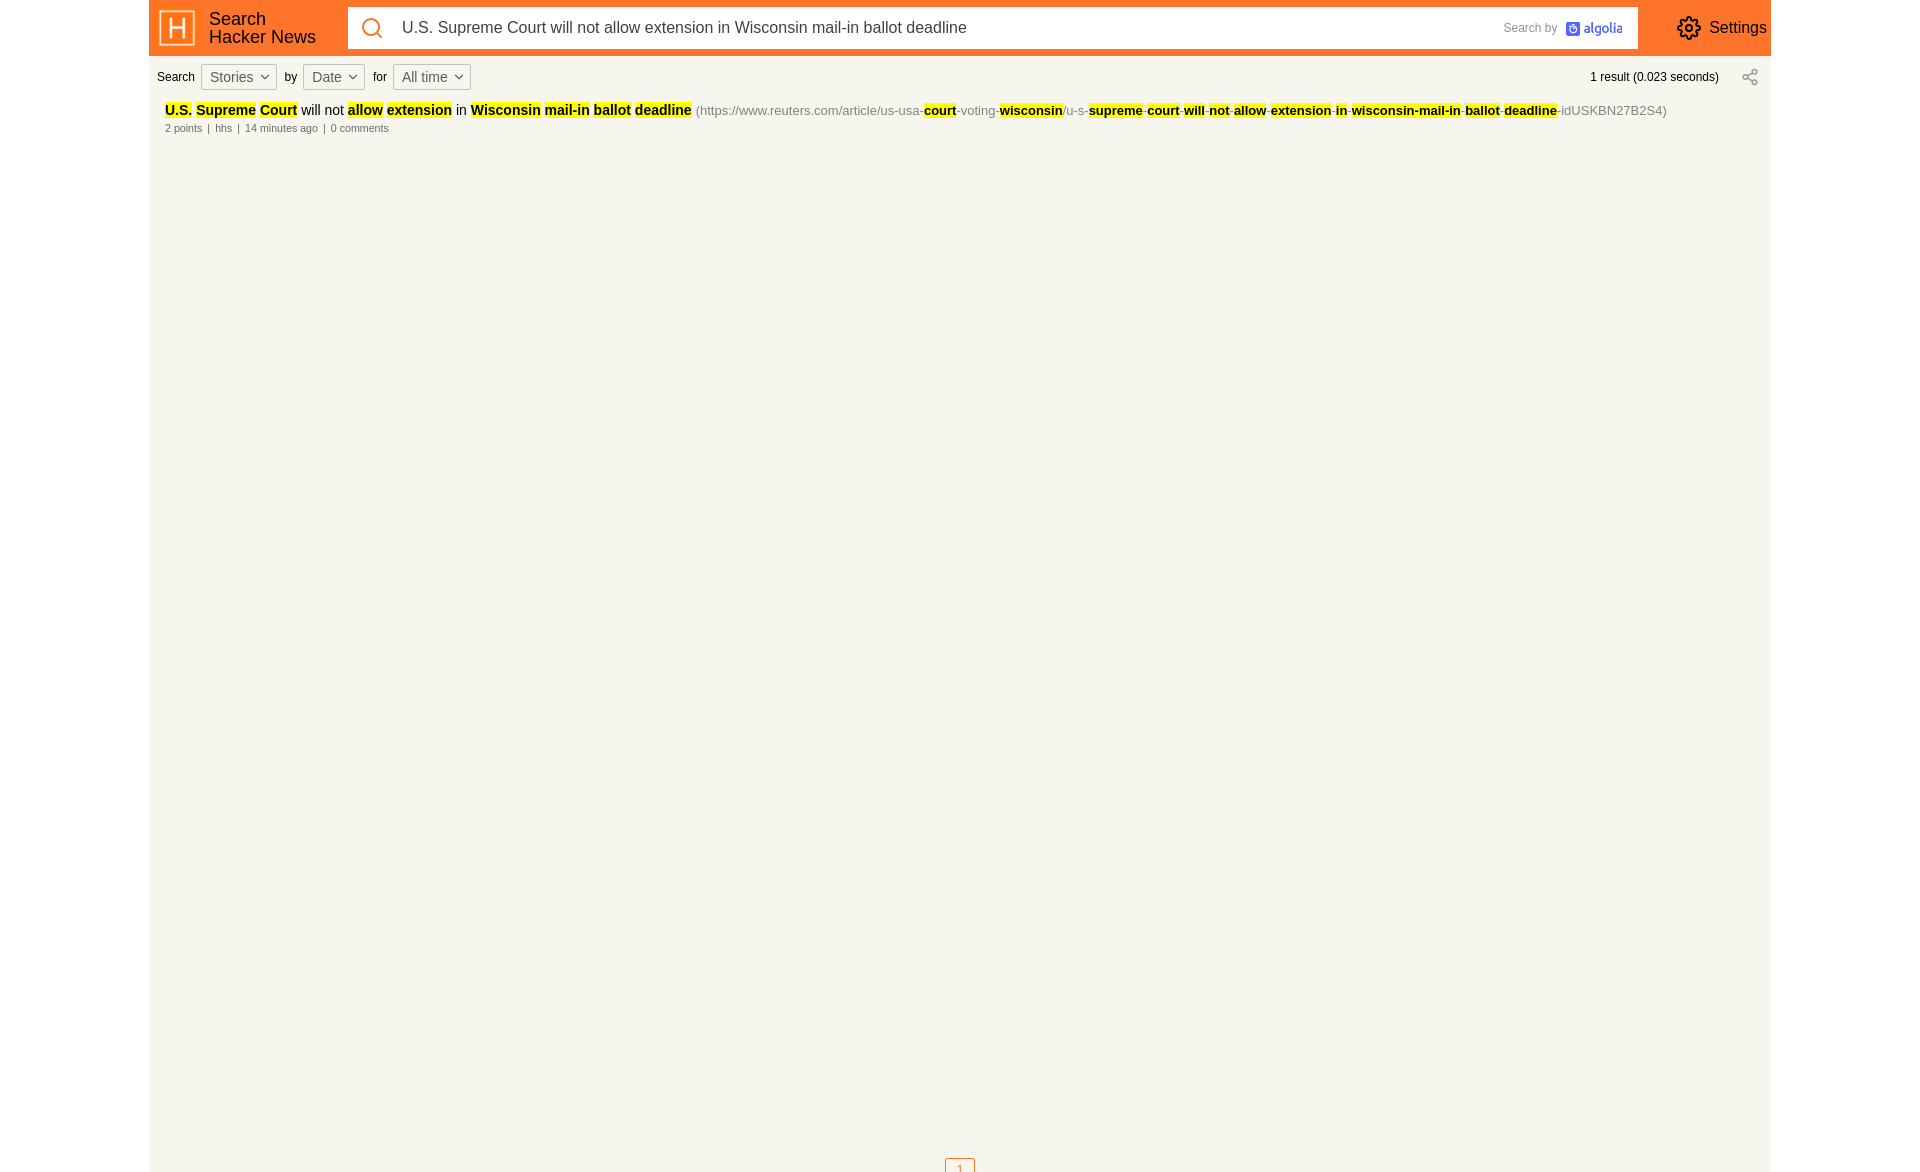 H
Search
Hacker News
U.S. Supreme Court will not allow extension in Wisconsin mail-in ballot deadline
Search by algolia
Settings
Search Stories by Date for All time
1 result (0.023 seconds)
U.S. Supreme Court will not allow extension in Wisconsin mail-in ballot deadline (https://www.reuters.com/article/us-usa-court-voting-wisconsin/u-s-supreme-court-will-not-allow-extension-in-wisconsin-mail-in-ballot-deadline-idUSKBN27B2S4)
2 points | hhs | 14 minutes ago | 0 comments
1